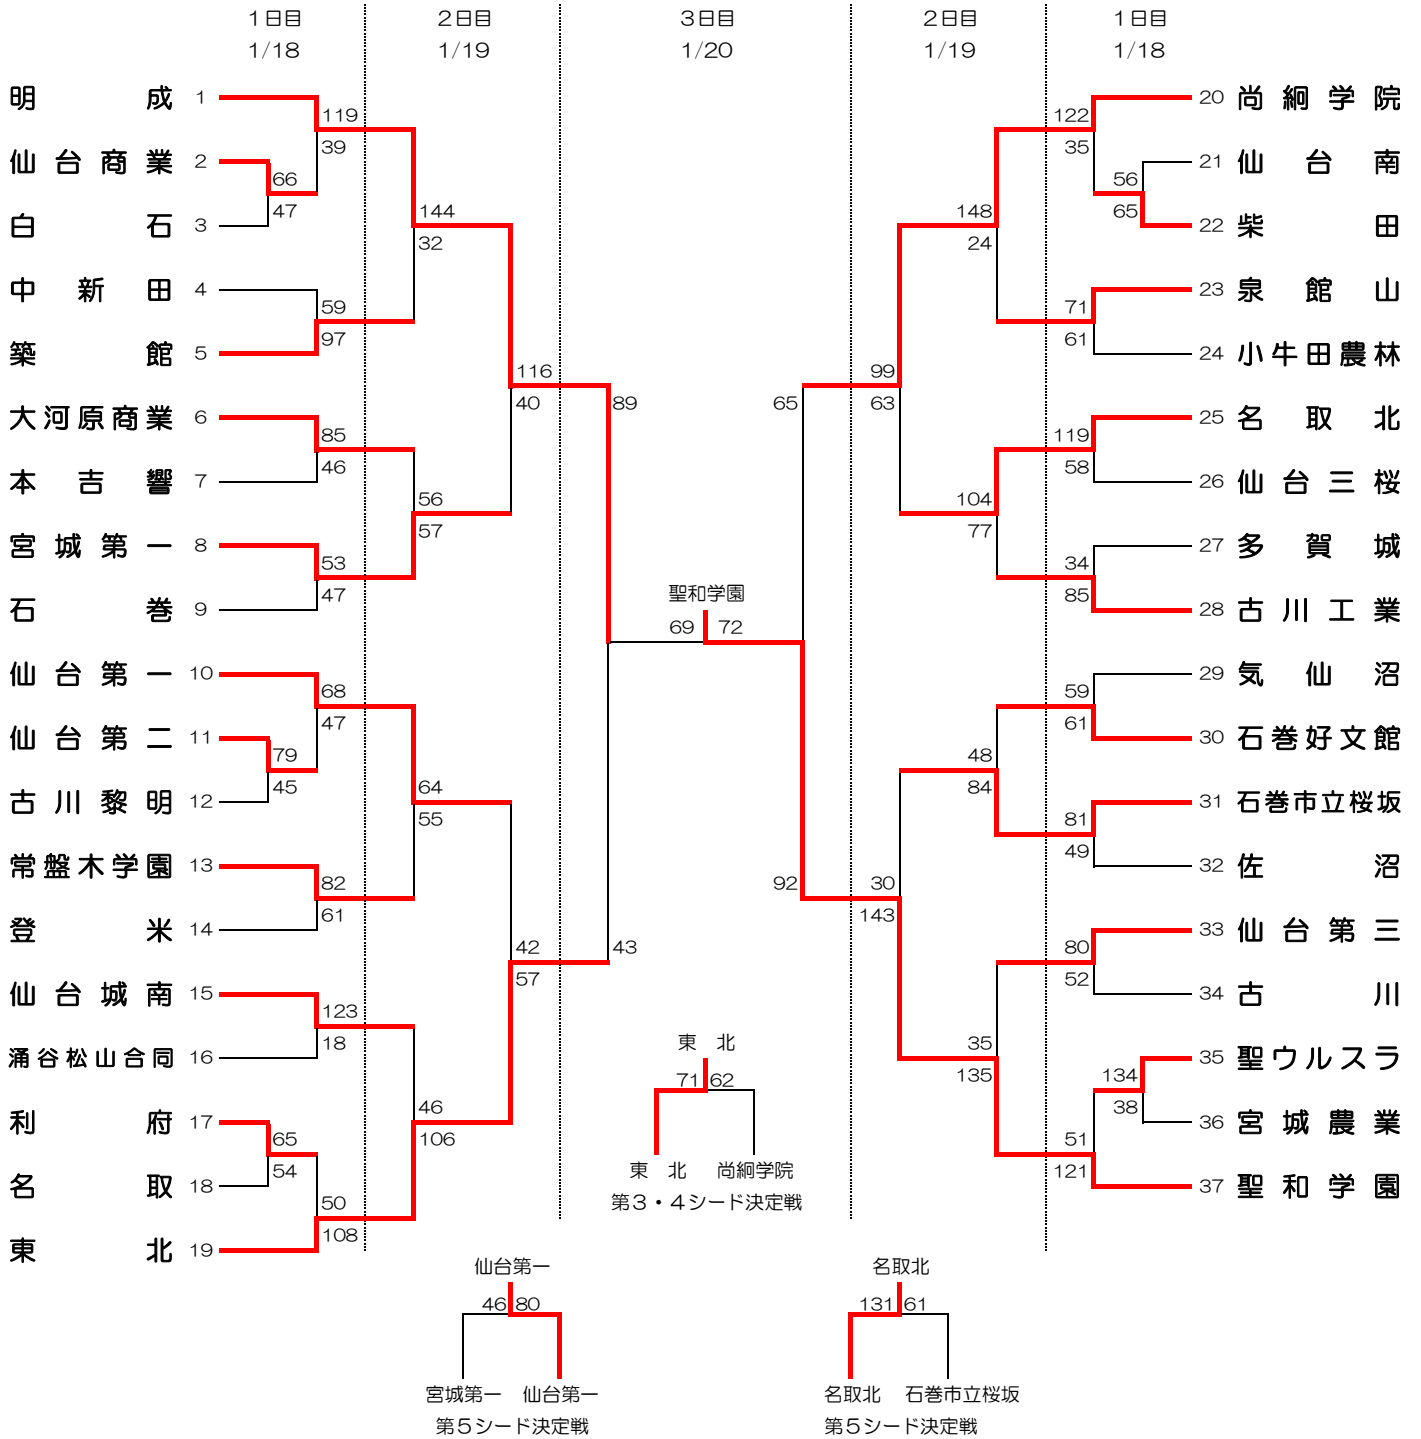 1日目 2日目 3日目 2日目 1日目
1/18 1/19 1/20 1/19 1/18
明成 1 119 122 20 尚絅学院
39 35
仙台商業 2 66 56 21 仙台南
白石 3 47 144 148 65 22 柴田
32 24
中新田 4 59 71 23 泉館山
築館 5 97 61 24 小牛田農林
116 99
40 89 65 63
大河原商業 6 85 119 25 名取北
本吉響 7 46 58 26 仙台三桜
56 104
57 77
宮城第一 8 53 34 27 多賀城
石巻 9 47 85 28 古川工業
聖和学園
69 72
仙台第一 10 68 59 29 気仙沼
47 61
仙台第二 11 79 48 30 石巻好文館
古川黎明 12 45 64 84 81 31 石巻市立桜坂
55 49
常盤木学園 13 82 92 30 32 佐沼
登米 14 61 143 33 仙台第三
42 43 80
57 52
仙台城南 15 123 34 古川
涌谷松山合同 16 18 35 134 35 聖ウルスラ
135 38
東北
71 62
利府 17 65 46 36 宮城農業
106 51
名取 18 54 121 37 聖和学園
東北 尚絅学院
第3・4シード決定戦
50
東北 19 108
仙台第一 名取北
46 80 131 61
宮城第一 仙台第一 名取北 石巻市立桜坂
第5シード決定戦 第5シード決定戦